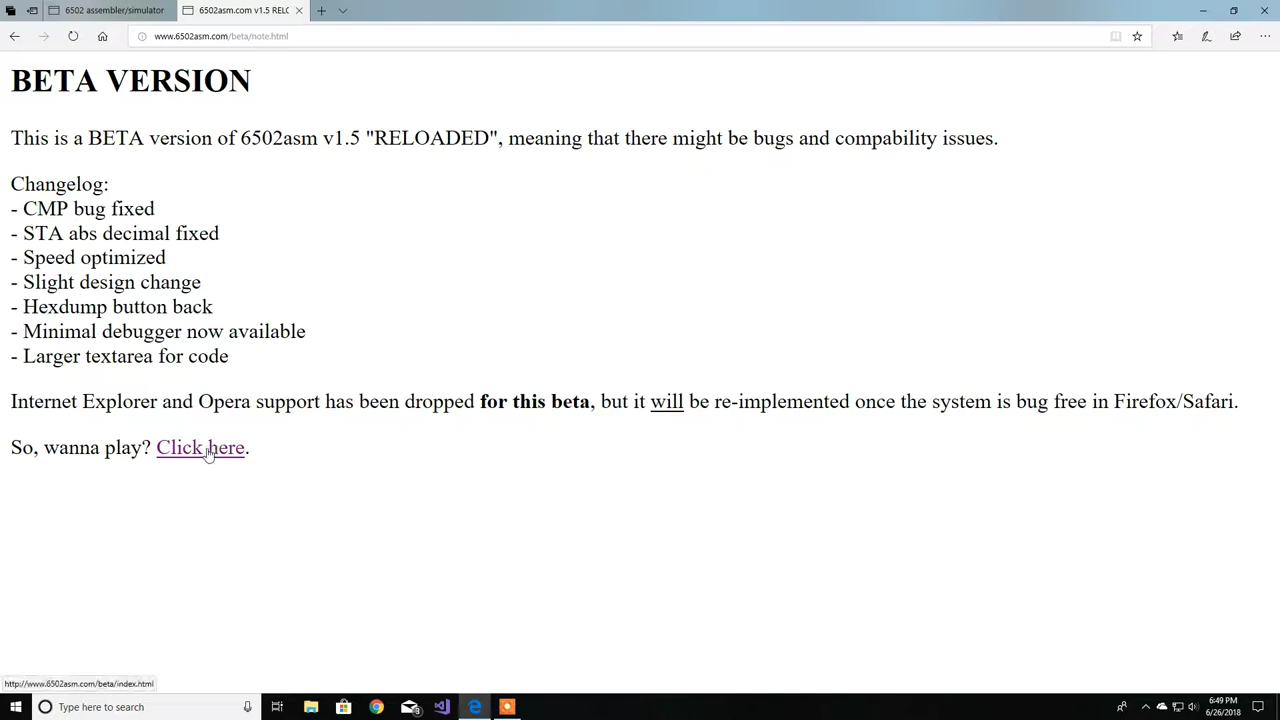 6502 assembler/simulator
6502asm.com v1.5 RELO
www.6502asm.com/beta/note.html
BETA VERSION
This is a BETA version of 6502asm v1.5 "RELOADED", meaning that there might be bugs and compability issues.
Changelog:
- CMP bug fixed
- STA abs decimal fixed
- Speed optimized
- Slight design change
- Hexdump button back
- Minimal debugger now available
- Larger textarea for code
Internet Explorer and Opera support has been dropped for this beta, but it will be re-implemented once the system is bug free in Firefox/Safari.
So, wanna play? Click here.
http://www.6502asm.com/beta/index.html
Type here to search
3
6:49 PM
6/26/2018